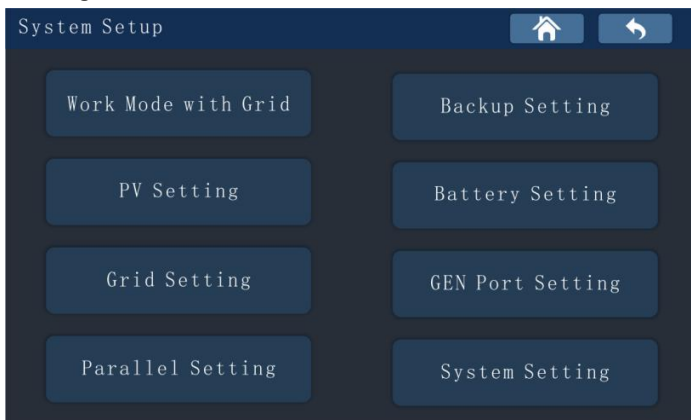 System Setup
Work Mode with Grid
Backup Setting
PV Setting
Battery Setting
Grid Setting
GEN Port Setting
Parallel Setting
System Setting